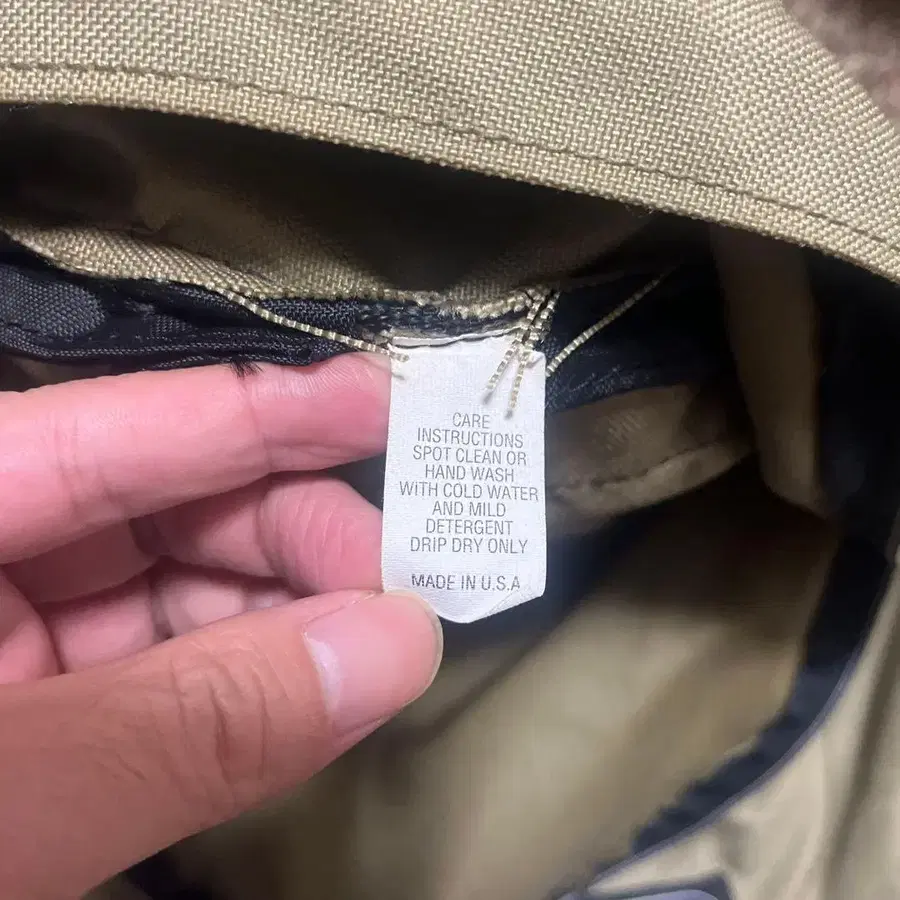 CARE
INSTRUCTIONS
SPOT CLEAN OR
HAND WASH
WITH COLD WATER
AND MILD
DETERGENT
DRIP DRY ONLY
MADE IN U.S.A